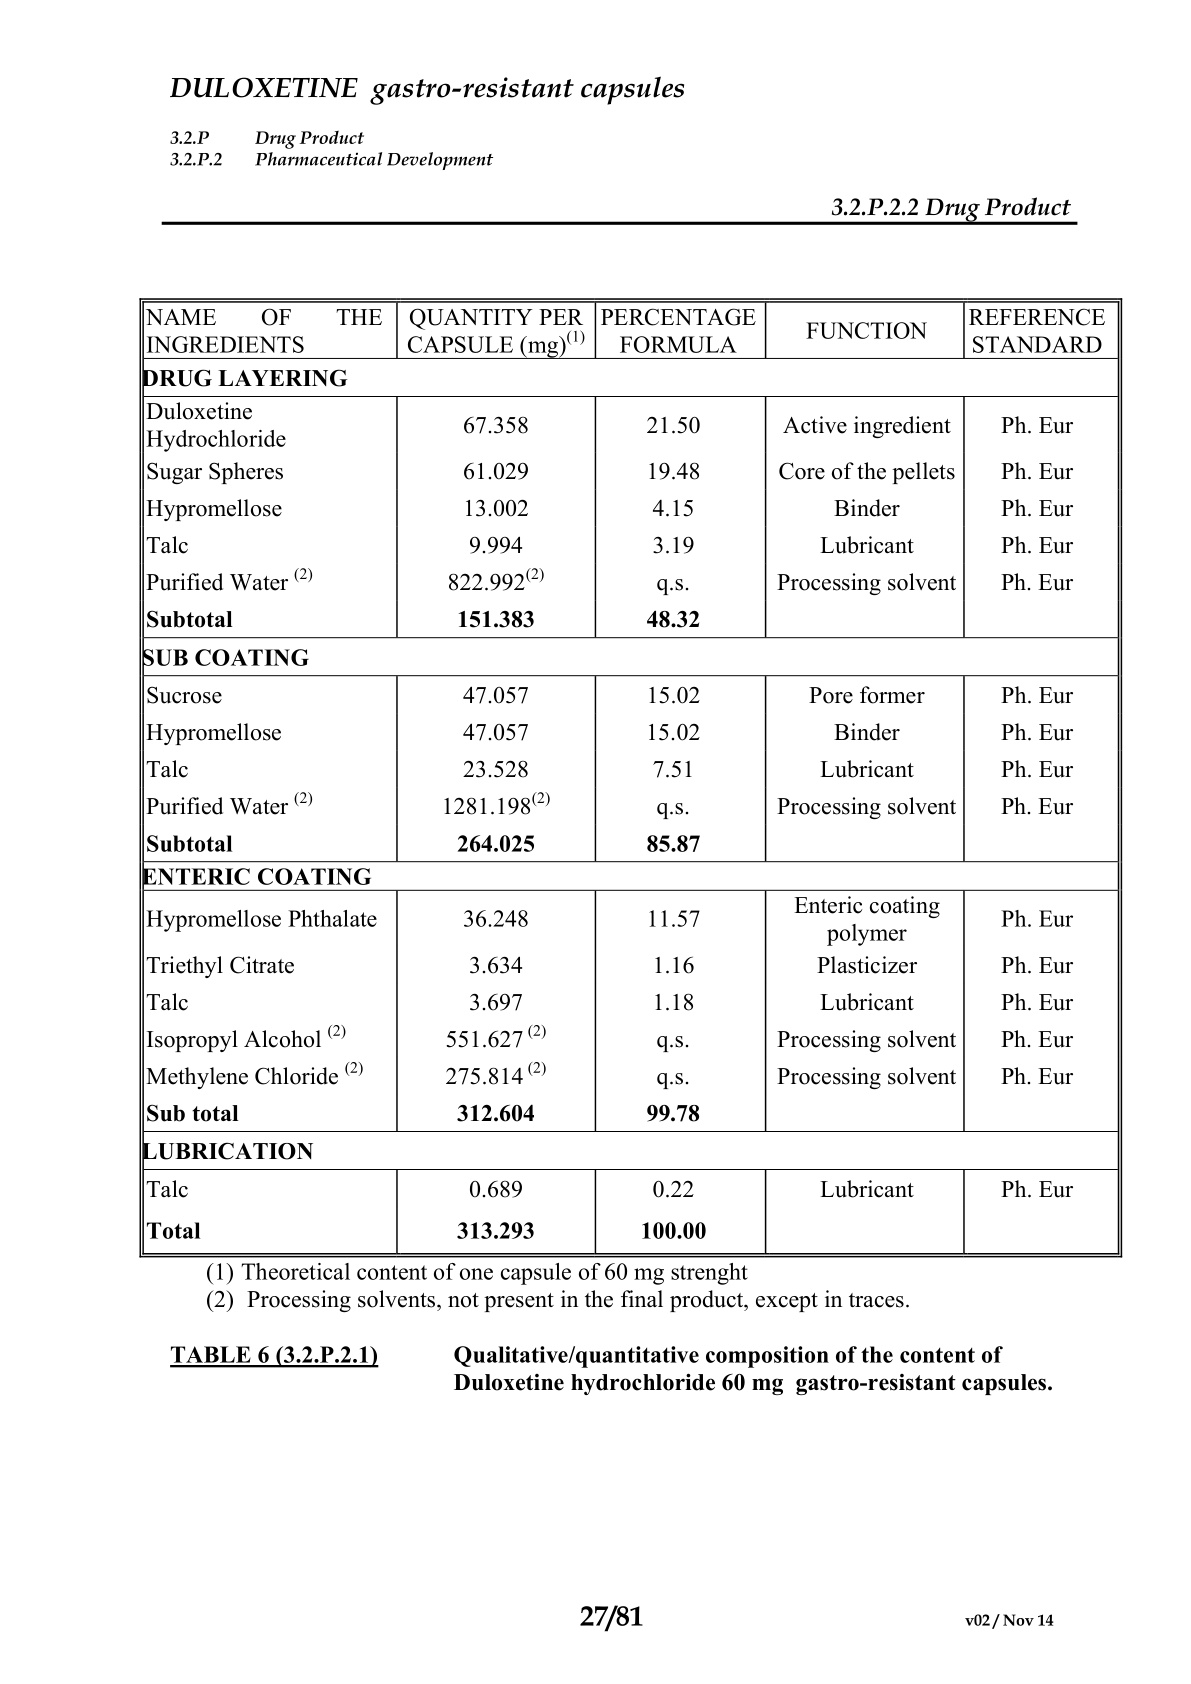 DULOXETINE gastro-resistant capsules
3.2.P Drug Product
3.2.P.2 Pharmaceutical Development
3.2.P.2.2 Drug Product
NAME OF THE INGREDIENTS QUANTITY PER CAPSULE (mg)(1) PERCENTAGE FORMULA FUNCTION REFERENCE STANDARD
DRUG LAYERING
Duloxetine Hydrochloride 67.358 21.50 Active ingredient Ph. Eur
Sugar Spheres 61.029 19.48 Core of the pellets Ph. Eur
Hypromellose 13.002 4.15 Binder Ph. Eur
Talc 9.994 3.19 Lubricant Ph. Eur
Purified Water (2) 822.992(2) q.s. Processing solvent Ph. Eur
Subtotal 151.383 48.32
SUB COATING
Sucrose 47.057 15.02 Pore former Ph. Eur
Hypromellose 47.057 15.02 Binder Ph. Eur
Talc 23.528 7.51 Lubricant Ph. Eur
Purified Water (2) 1281.198(2) q.s. Processing solvent Ph. Eur
Subtotal 264.025 85.87
ENTERIC COATING
Hypromellose Phthalate 36.248 11.57 Enteric coating polymer Ph. Eur
Triethyl Citrate 3.634 1.16 Plasticizer Ph. Eur
Talc 3.697 1.18 Lubricant Ph. Eur
Isopropyl Alcohol (2) 551.627 (2) q.s. Processing solvent Ph. Eur
Methylene Chloride (2) 275.814 (2) q.s. Processing solvent Ph. Eur
Sub total 312.604 99.78
LUBRICATION
Talc 0.689 0.22 Lubricant Ph. Eur
Total 313.293 100.00
(1) Theoretical content of one capsule of 60 mg strenght
(2) Processing solvents, not present in the final product, except in traces.
TABLE 6 (3.2.P.2.1) Qualitative/quantitative composition of the content of
Duloxetine hydrochloride 60 mg gastro-resistant capsules.
27/81 v02 / Nov 14